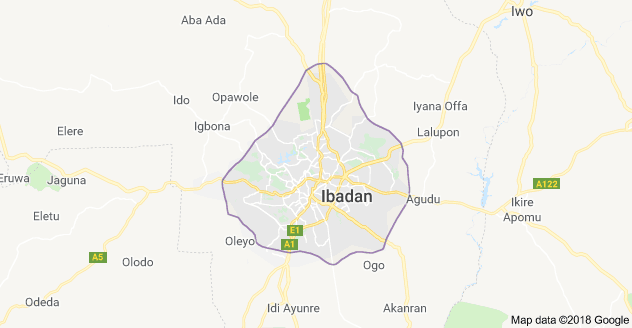 Iwo
Aba Ada
Opawole
Ido
Iyana Offa
Igbona
Elere
Lalupon
Eruwa
Jaguna
A122
Ibadan
Agudu
Ikire
Eletu
Apomu
E1
Oleyo
A1
A5
Olodo
Ogo
Odeda
Idi Ayunre
Akanran
Map data ©2018 Google